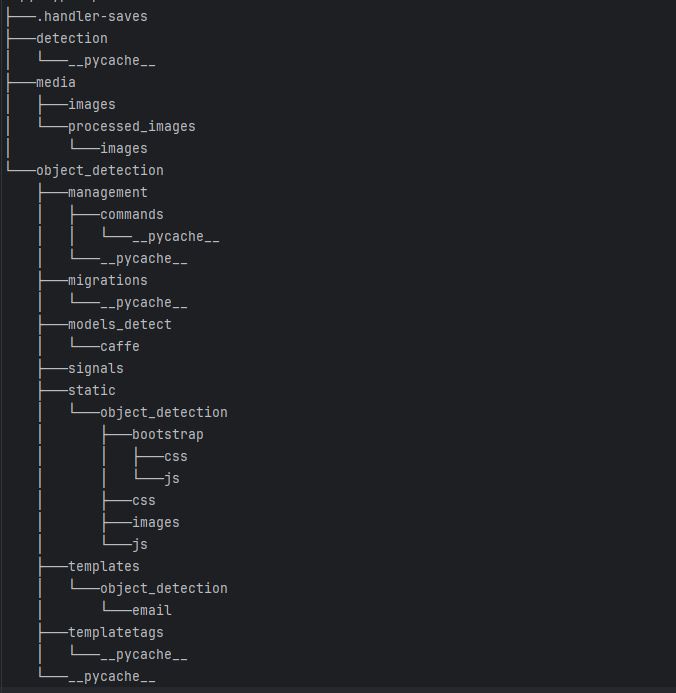 ├───.handler-saves
├───detection
│   └───__pycache__
├───media
│   ├───images
│   └───processed_images
│       └───images
└───object_detection
    ├───management
    │   ├───commands
    │   │   └───__pycache__
    │   └───__pycache__
    ├───migrations
    │   └───__pycache__
    ├───models_detect
    │   └───caffe
    ├───signals
    ├───static
    │   └───object_detection
    │       ├───bootstrap
    │       │   ├───css
    │       │   └───js
    │       ├───css
    │       ├───images
    │       └───js
    ├───templates
    │   └───object_detection
    │       └───email
    ├───templatetags
    │   └───__pycache__
    └───__pycache__